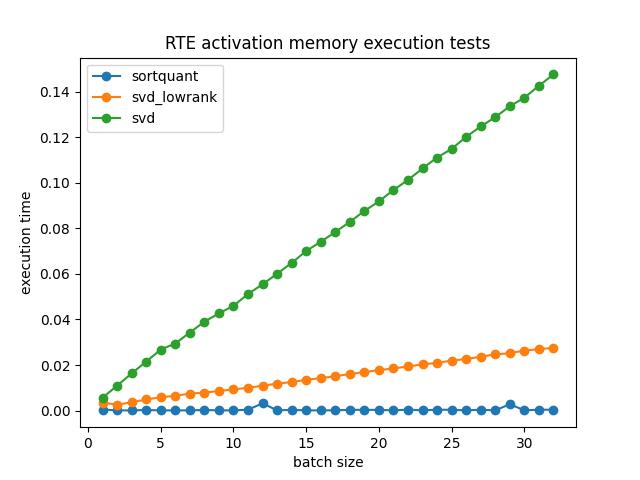 RTE activation memory execution tests
sortquant
svd_lowrank
svd
execution time
0.14
0.12
0.10
0.08
0.06
0.04
0.02
0.00
0 5 10 15 20 25 30
batch size